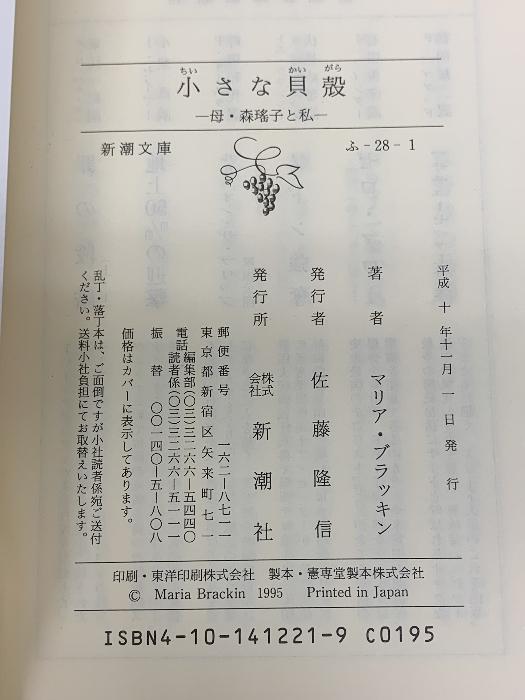 小さな貝殻
ちい かい がら
―母・森瑤子と私―
新潮文庫 ふ-28-1
平成十年十一月一日発行
著者 マリア・ブラッキン
発行者 佐藤隆信
発行所 株式会社 新潮社
郵便番号 一六二―八七一一
東京都新宿区矢来町七一
電話 編集部(〇三)三二六六―五四四〇
読者係(〇三)三二六六―五一一一
振替 〇〇一四〇―五―八〇八
価格はカバーに表示してあります。
乱丁・落丁本は、ご面倒ですが小社読者係宛ご送付
ください。送料小社負担にてお取替えいたします。
印刷・東洋印刷株式会社 製本・憲専堂製本株式会社
© Maria Brackin 1995 Printed in Japan
ISBN4-10-141221-9 C0195